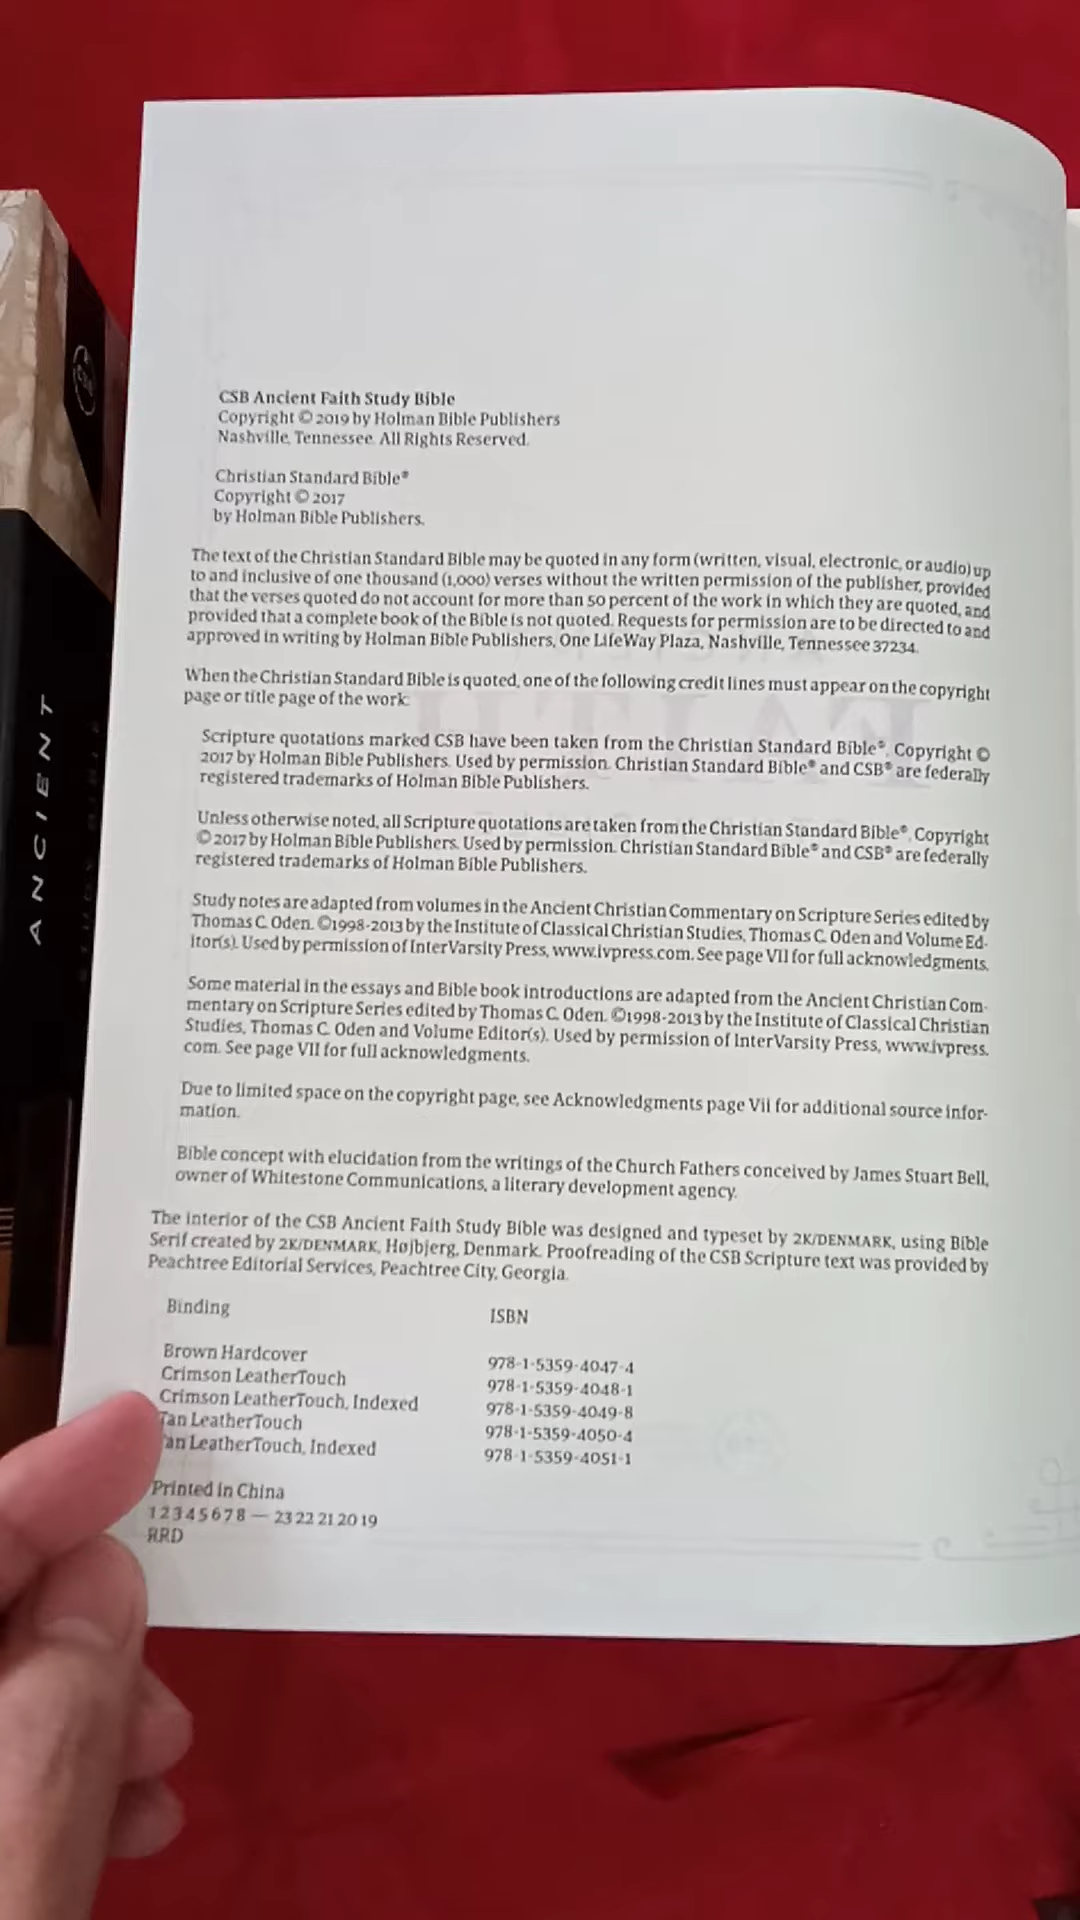 CSB Ancient Faith Study Bible
Copyright © 2019 by Holman Bible Publishers
Nashville, Tennessee. All Rights Reserved.
Christian Standard Bible®
Copyright © 2017
by Holman Bible Publishers.
The text of the Christian Standard Bible may be quoted in any form (written, visual, electronic, or audio) up
to and inclusive of one thousand (1,000) verses without the written permission of the publisher, provided
that the verses quoted do not account for more than 50 percent of the work in which they are quoted, and
provided that a complete book of the Bible is not quoted. Requests for permission are to be directed to and
approved in writing by Holman Bible Publishers, One LifeWay Plaza, Nashville, Tennessee 37234.
When the Christian Standard Bible is quoted, one of the following credit lines must appear on the copyright
page or title page of the work:
Scripture quotations marked CSB have been taken from the Christian Standard Bible®, Copyright ©
2017 by Holman Bible Publishers. Used by permission. Christian Standard Bible® and CSB® are federally
registered trademarks of Holman Bible Publishers.
Unless otherwise noted, all Scripture quotations are taken from the Christian Standard Bible®, Copyright
© 2017 by Holman Bible Publishers. Used by permission. Christian Standard Bible® and CSB® are federally
registered trademarks of Holman Bible Publishers.
Study notes are adapted from volumes in the Ancient Christian Commentary on Scripture Series edited by
Thomas C. Oden. ©1998-2013 by the Institute of Classical Christian Studies, Thomas C. Oden and Volume Ed-
itor(s). Used by permission of InterVarsity Press, www.ivpress.com. See page VII for full acknowledgments.
Some material in the essays and Bible book introductions are adapted from the Ancient Christian Com-
mentary on Scripture Series edited by Thomas C. Oden. ©1998-2013 by the Institute of Classical Christian
Studies, Thomas C. Oden and Volume Editor(s). Used by permission of InterVarsity Press, www.ivpress.
com. See page VII for full acknowledgments.
Due to limited space on the copyright page, see Acknowledgments page Vii for additional source infor-
mation.
Bible concept with elucidation from the writings of the Church Fathers conceived by James Stuart Bell,
owner of Whitestone Communications, a literary development agency.
The interior of the CSB Ancient Faith Study Bible was designed and typeset by 2K/DENMARK, using Bible
Serif created by 2K/DENMARK, Højbjerg, Denmark. Proofreading of the CSB Scripture text was provided by
Peachtree Editorial Services, Peachtree City, Georgia.
Binding ISBN
Brown Hardcover 978-1-5359-4047-4
Crimson LeatherTouch 978-1-5359-4048-1
Crimson LeatherTouch, Indexed 978-1-5359-4049-8
Tan LeatherTouch 978-1-5359-4050-4
an LeatherTouch, Indexed 978-1-5359-4051-1
Printed in China
1 2 3 4 5 6 7 8 — 23 22 21 20 19
RRD
ANCIENT
CSB